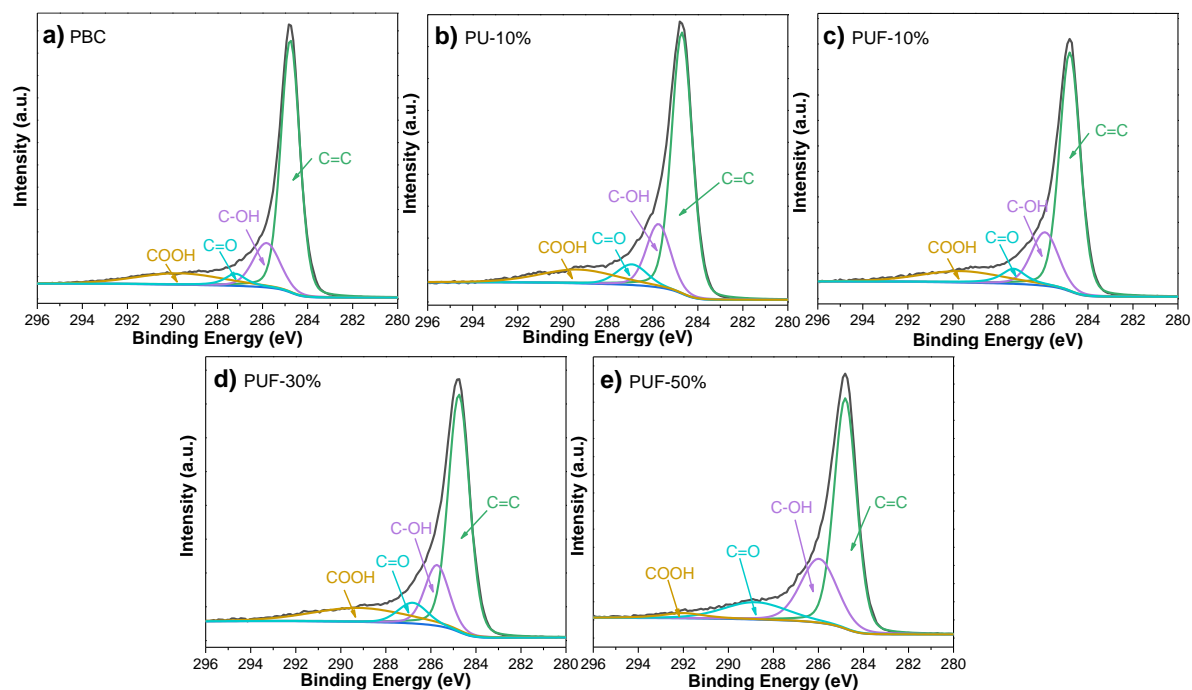 a) PBC
Intensity (a.u.)
C=C
C-OH
C=O
COOH
296 294 292 290 288 286 284 282 280
Binding Energy (eV)
b) PU-10%
Intensity (a.u.)
C=C
C-OH
C=O
COOH
296 294 292 290 288 286 284 282 280
Binding Energy (eV)
c) PUF-10%
Intensity (a.u.)
C=C
C-OH
C=O
COOH
296 294 292 290 288 286 284 282 280
Binding Energy (eV)
d) PUF-30%
Intensity (a.u.)
C=C
C-OH
C=O
COOH
296 294 292 290 288 286 284 282 280
Binding Energy (eV)
e) PUF-50%
Intensity (a.u.)
C=C
C-OH
C=O
COOH
296 294 292 290 288 286 284 282 280
Binding Energy (eV)